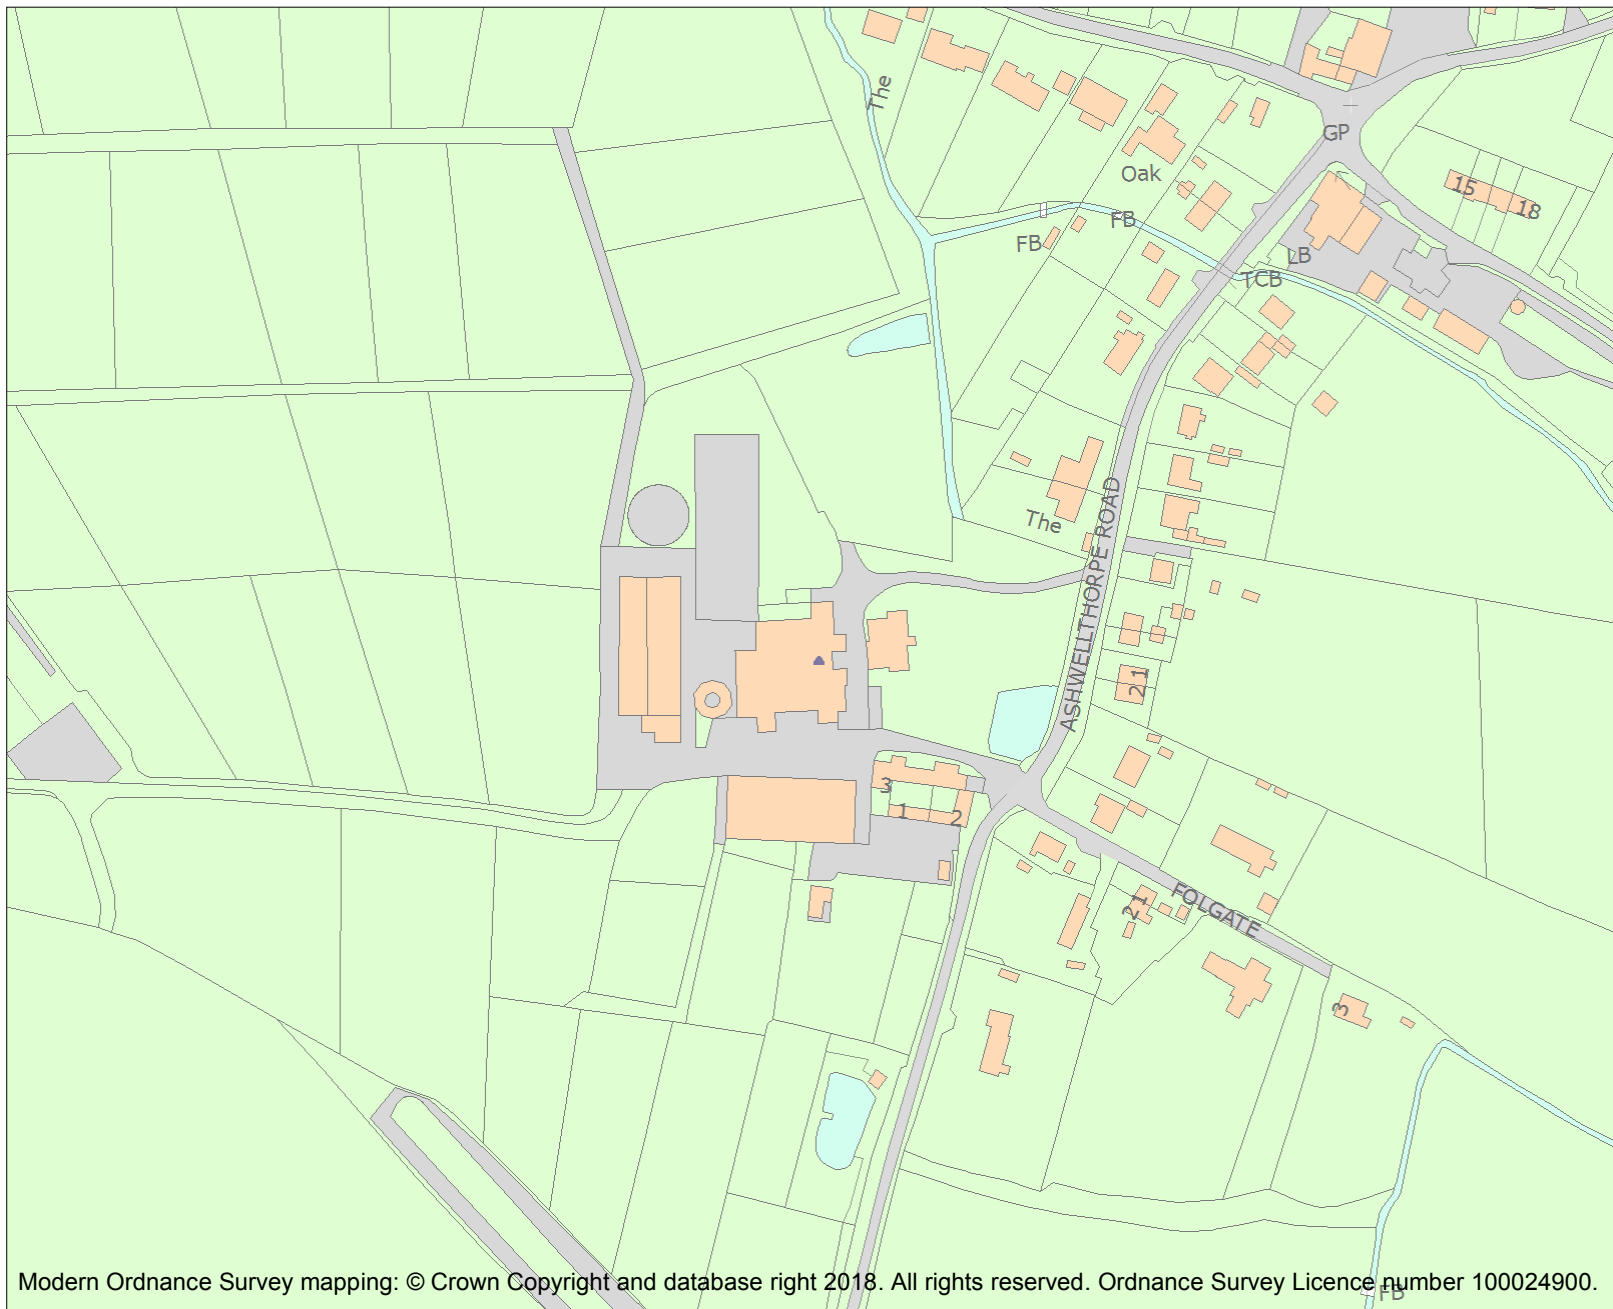 The
GP
Oak
15
18
FB
FB
LB
TCB
The
ASHWELLTHORPE ROAD
21
3
1
2
21
FOLGATE
3
Modern Ordnance Survey mapping: © Crown Copyright and database right 2018. All rights reserved. Ordnance Survey Licence number 100024900.
FB